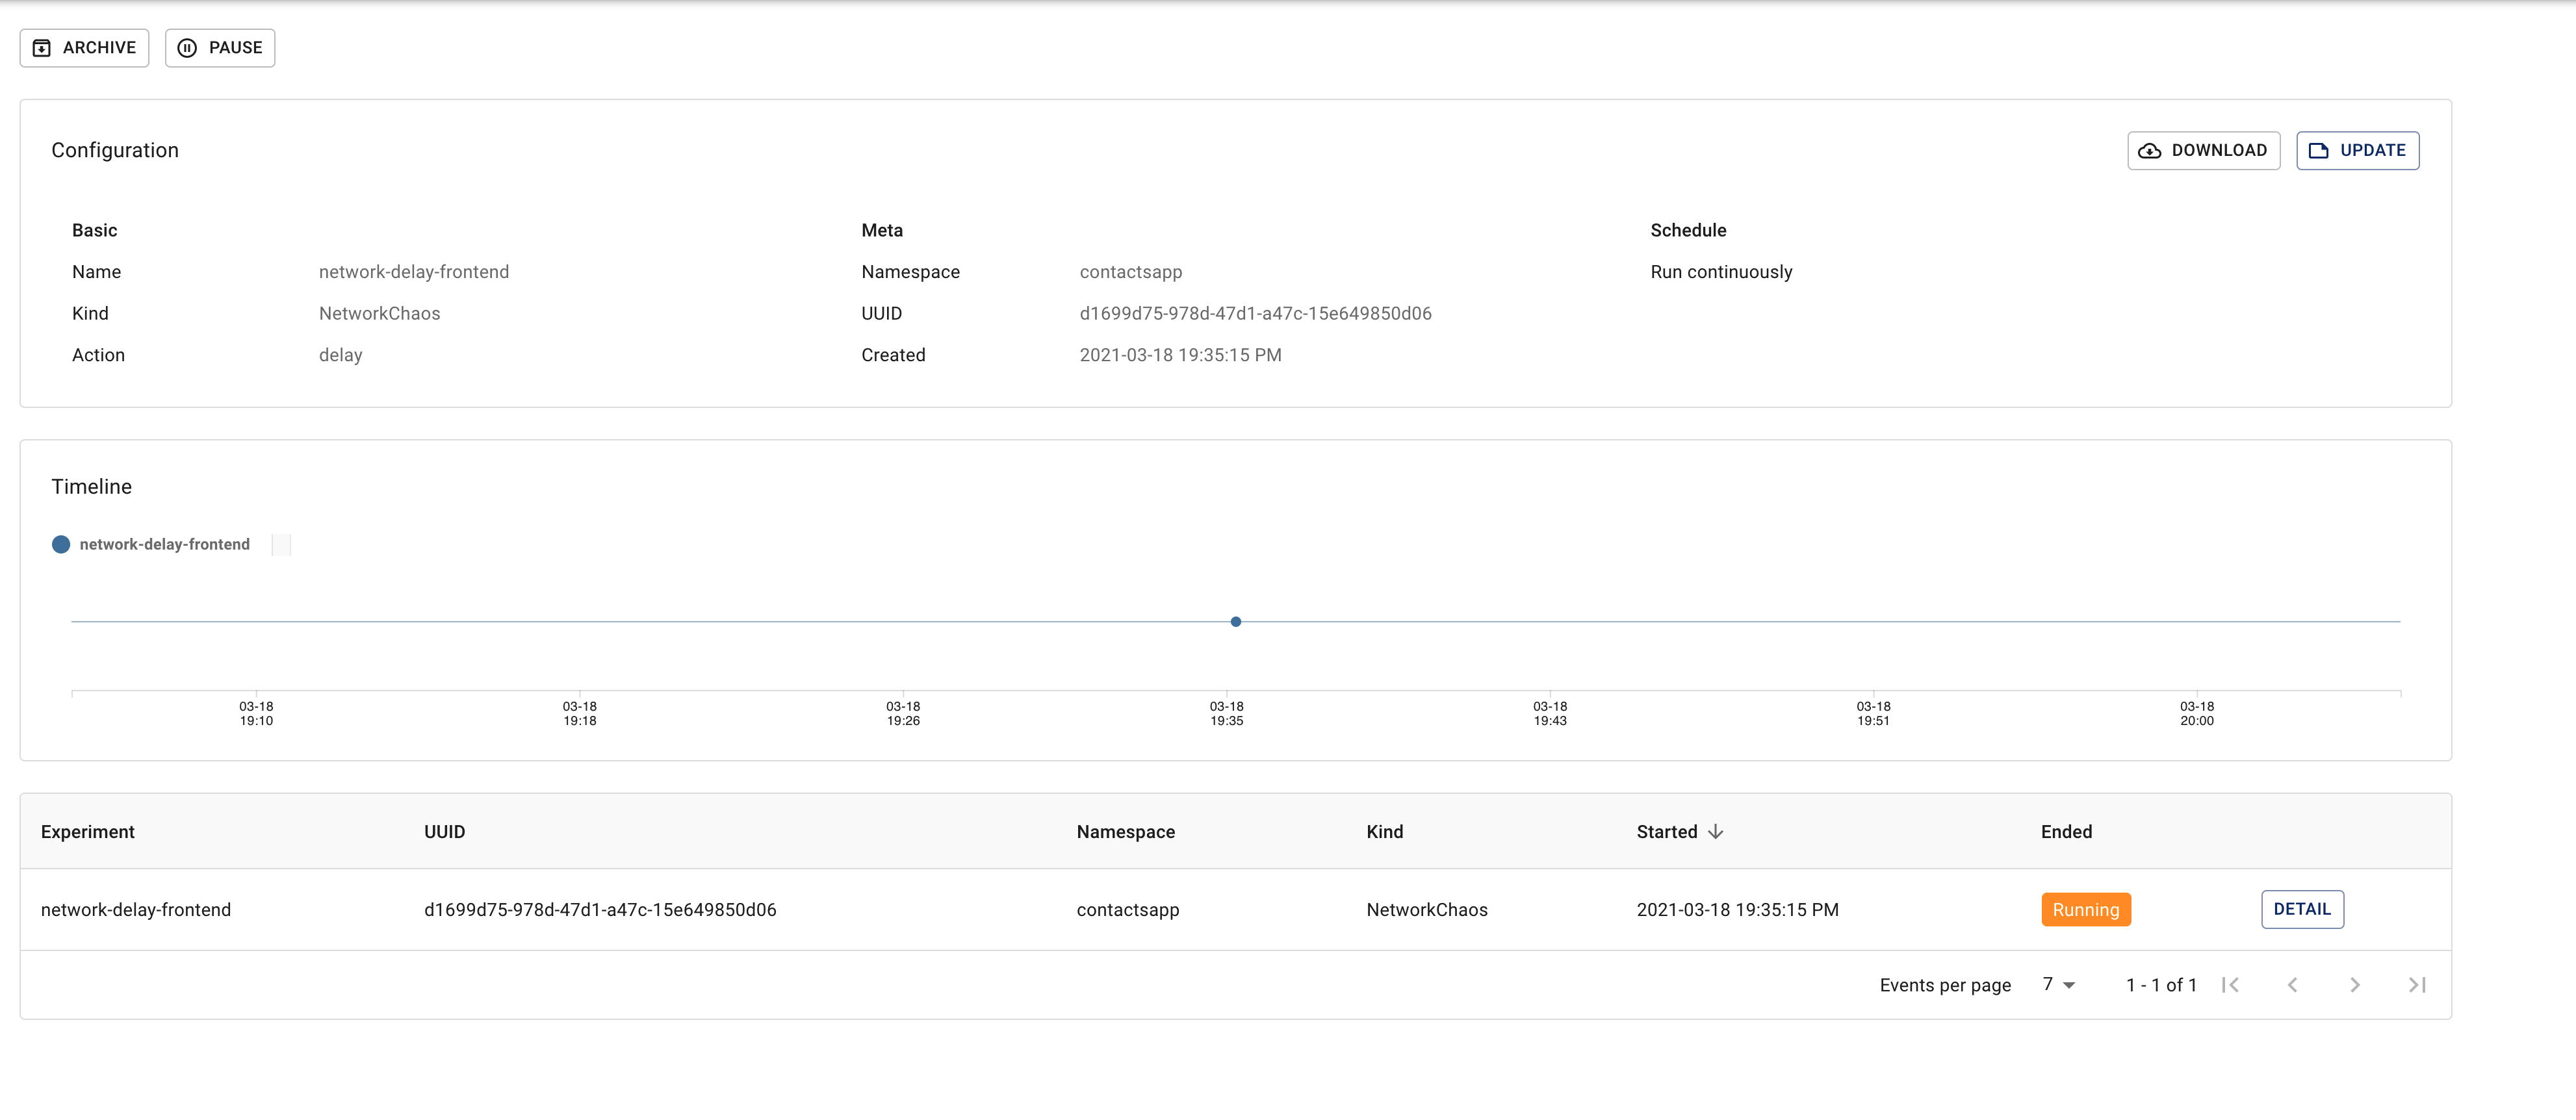 ARCHIVE PAUSE
Configuration DOWNLOAD UPDATE
Basic Meta Schedule
Name network-delay-frontend Namespace contactsapp Run continuously
Kind NetworkChaos UUID d1699d75-978d-47d1-a47c-15e649850d06
Action delay Created 2021-03-18 19:35:15 PM
Timeline
network-delay-frontend
03-18 03-18 03-18 03-18 03-18 03-18 03-18
19:10 19:18 19:26 19:35 19:43 19:51 20:00
Experiment UUID Namespace Kind Started Ended
network-delay-frontend d1699d75-978d-47d1-a47c-15e649850d06 contactsapp NetworkChaos 2021-03-18 19:35:15 PM Running DETAIL
Events per page 7 1 - 1 of 1